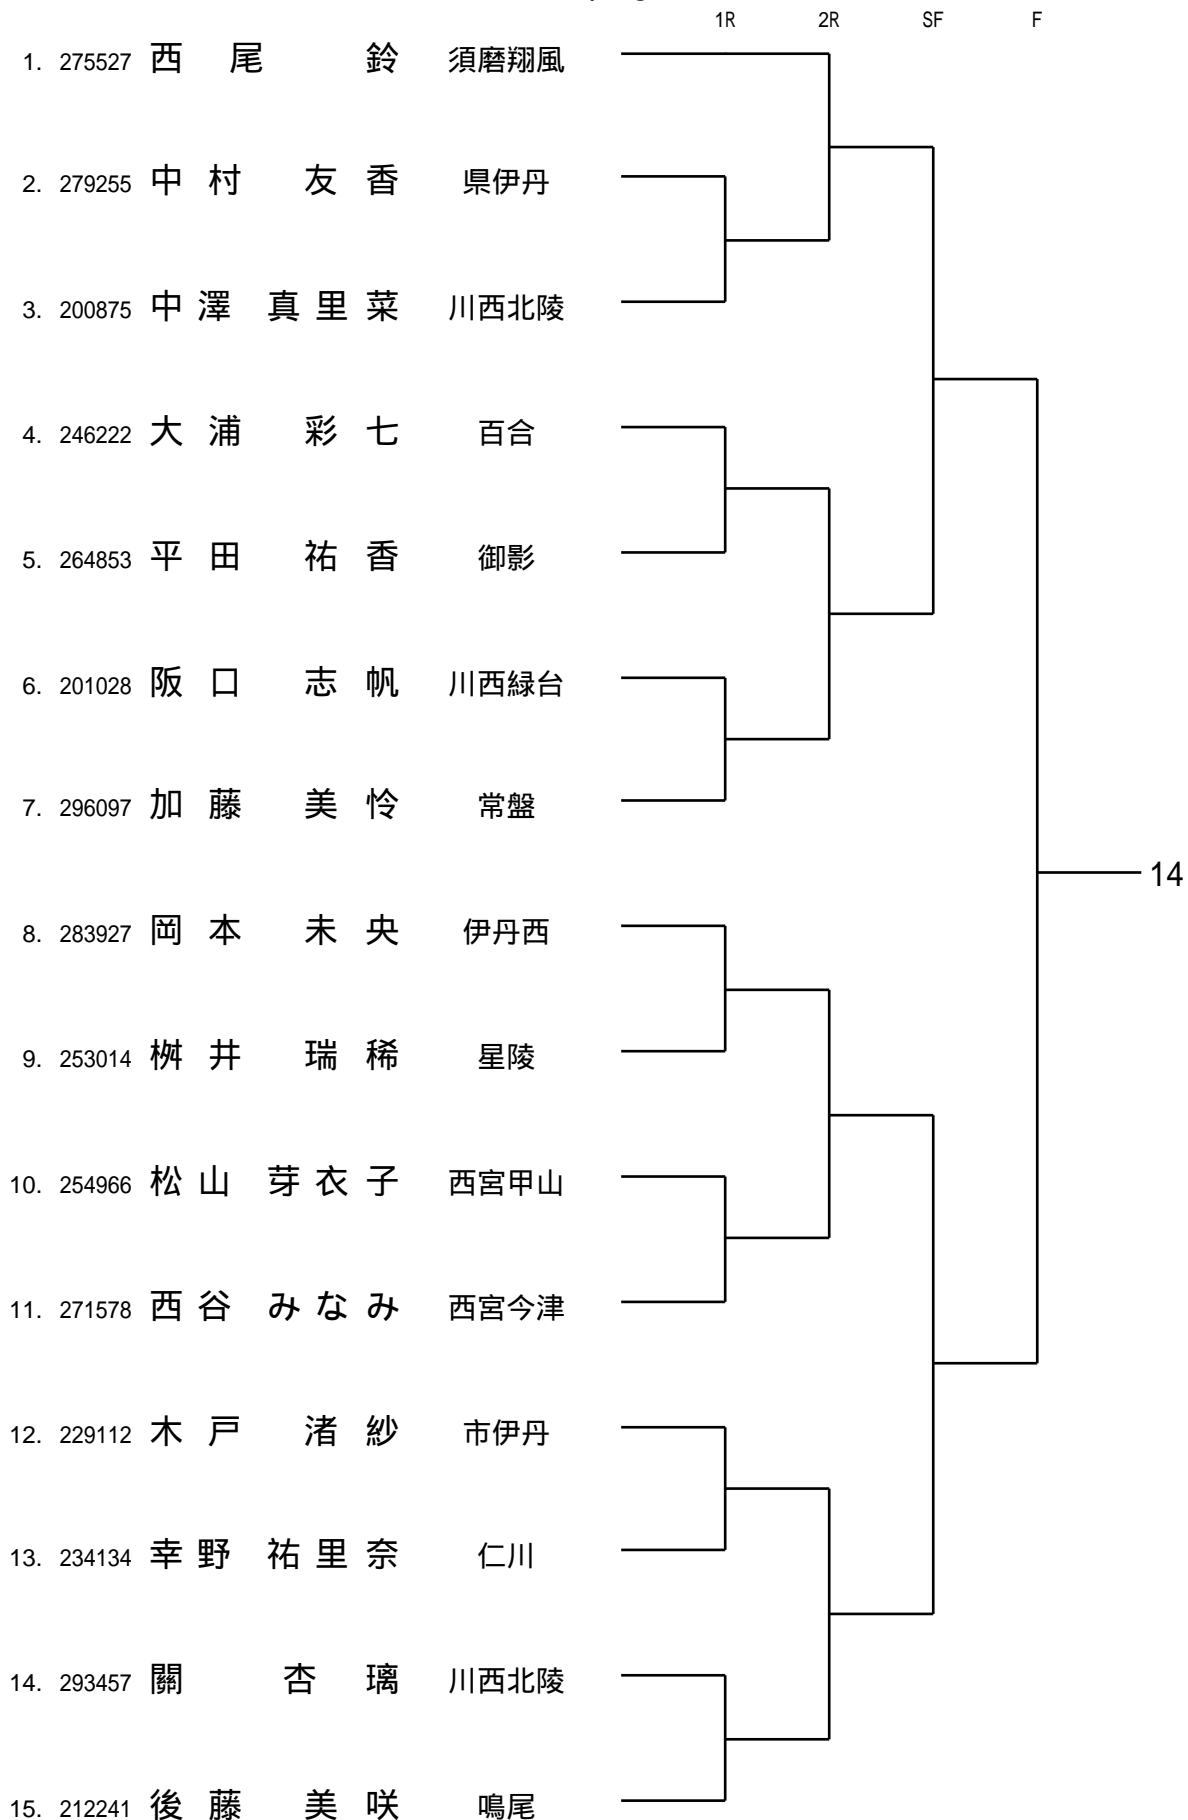 1R 2R SF F
1. 275527 西尾 鈴 須磨翔風
2. 279255 中村 友香 県伊丹
3. 200875 中澤 真里菜 川西北陵
4. 246222 大浦 彩七 百合
5. 264853 平田 祐香 御影
6. 201028 阪口 志帆 川西緑台
7. 296097 加藤 美怜 常盤
14
8. 283927 岡本 未央 伊丹西
9. 253014 桝井 瑞稀 星陵
10. 254966 松山 芽衣子 西宮甲山
11. 271578 西谷 みなみ 西宮今津
12. 229112 木戸 渚紗 市伊丹
13. 234134 幸野 祐里奈 仁川
14. 293457 關 杏璃 川西北陵
15. 212241 後藤 美咲 鳴尾